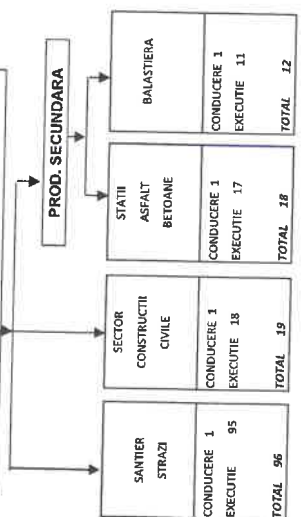 PROD. SECUNDARA
SANTIER
STRAZI
CONDUCERE 1
EXECUTIE 95
TOTAL 96
SECTOR
CONSTRUCTII
CIVILE
CONDUCERE 1
EXECUTIE 18
TOTAL 19
STATII
ASFALT
BETOANE
CONDUCERE 1
EXECUTIE 17
TOTAL 18
BALASTIERA
CONDUCERE 1
EXECUTIE 11
TOTAL 12